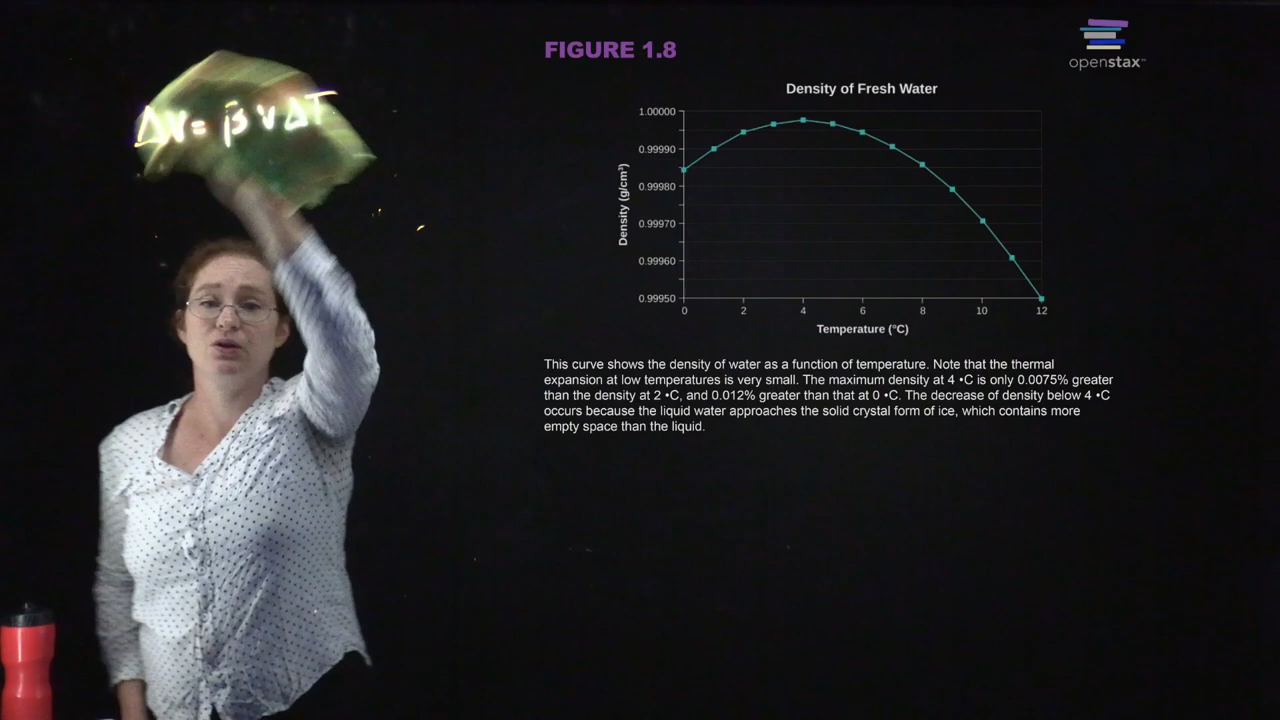 ΔV = β V ΔT
FIGURE 1.8
openstax™
Density of Fresh Water
1.00000
0.99990
0.99980
0.99970
0.99960
0.99950
Density (g/cm³)
0 2 4 6 8 10 12
Temperature (°C)
This curve shows the density of water as a function of temperature. Note that the thermal
expansion at low temperatures is very small. The maximum density at 4 •C is only 0.0075% greater
than the density at 2 •C, and 0.012% greater than that at 0 •C. The decrease of density below 4 •C
occurs because the liquid water approaches the solid crystal form of ice, which contains more
empty space than the liquid.